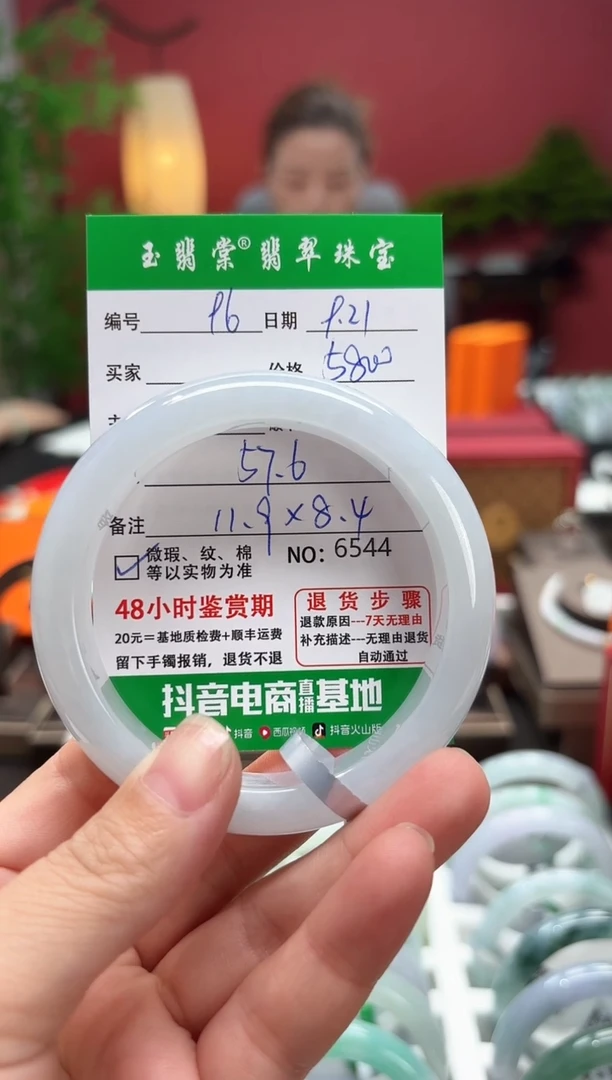 玉翡棠®翡翠珠宝
编号 96 日期 9.21
买家 价格 5800
57.6
备注 11.9×8.4
微瑕、纹、棉
等以实物为准
NO: 6544
48小时鉴赏期
20元=基地质检费+顺丰运费
留下手镯报销，退货不退
退货步骤
退款原因---7天无理由
补充描述---无理由退货
自动通过
抖音电商直播基地
抖音 西瓜视频 抖音火山版